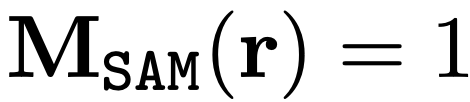 M_SAM(r) = 1